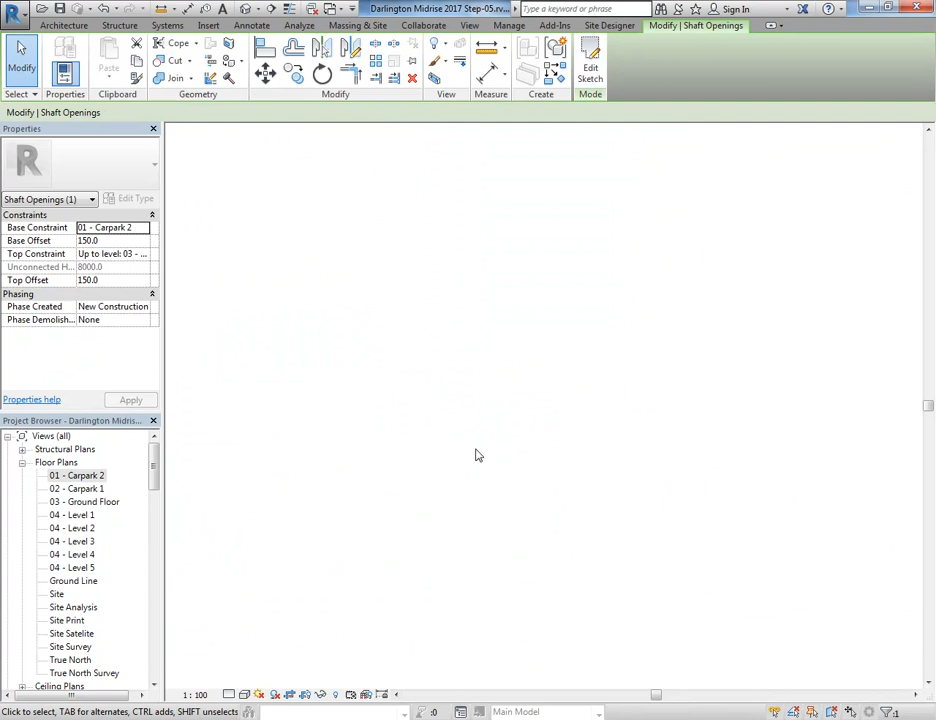 Darlington Midrise 2017 Step-05.rv...
Type a keyword or phrase
Sign In
Architecture Structure Systems Insert Annotate Analyze Massing & Site Collaborate View Manage Add-Ins Site Designer Modify | Shaft Openings
Modify
Paste
Cope
Cut
Join
Edit
Sketch
Select Properties Clipboard Geometry Modify View Measure Create Mode
Modify | Shaft Openings
Properties
Shaft Openings (1) Edit Type
Constraints
Base Constraint 01 - Carpark 2
Base Offset 150.0
Top Constraint Up to level: 03 - ...
Unconnected H... 8000.0
Top Offset 150.0
Phasing
Phase Created New Construction
Phase Demolish... None
Properties help Apply
Project Browser - Darlington Midris...
Views (all)
Structural Plans
Floor Plans
01 - Carpark 2
02 - Carpark 1
03 - Ground Floor
04 - Level 1
04 - Level 2
04 - Level 3
04 - Level 4
04 - Level 5
Ground Line
Site
Site Analysis
Site Print
Site Satelite
Site Survey
True North
True North Survey
Ceiling Plans
1 : 100
Click to select, TAB for alternates, CTRL adds, SHIFT unselects :0 Main Model :1